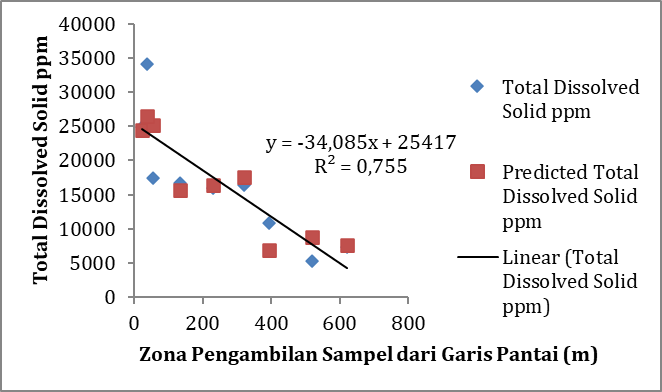 Total Dissolved Solid ppm
40000
35000
30000
25000
20000
15000
10000
5000
0
0
200
400
600
800
Zona Pengambilan Sampel dari Garis Pantai (m)
y = -34,085x + 25417
R² = 0,755
Total Dissolved
Solid ppm
Predicted Total
Dissolved Solid
ppm
Linear (Total
Dissolved Solid
ppm)